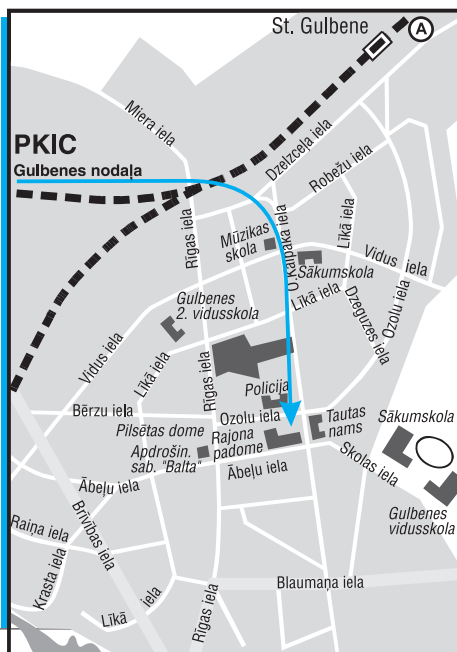 St. Gulbene
A
Miera iela
PKIC
Gulbenes nodaļa
Dzelzceļa iela
Robežu iela
Rīgas iela
Mūzikas
skola
O.Kalpaka iela
Līkā iela
Sākumskola
Vidus iela
Līkā iela
Gulbenes
2. vidusskola
Dzeguzes iela
Ozolu iela
Vidus iela
Līkā iela
Rīgas iela
Policija
Bērzu iela
Ozolu iela
Tautas
nams
Sākumskola
Pilsētas dome
Rajona
padome
Apdrošin.
sab. "Balta"
Ābeļu iela
Skolas iela
Ābeļu iela
Gulbenes
vidusskola
Raiņa iela
Brīvības iela
Krasta iela
Līkā iela
Rīgas iela
Blaumaņa iela